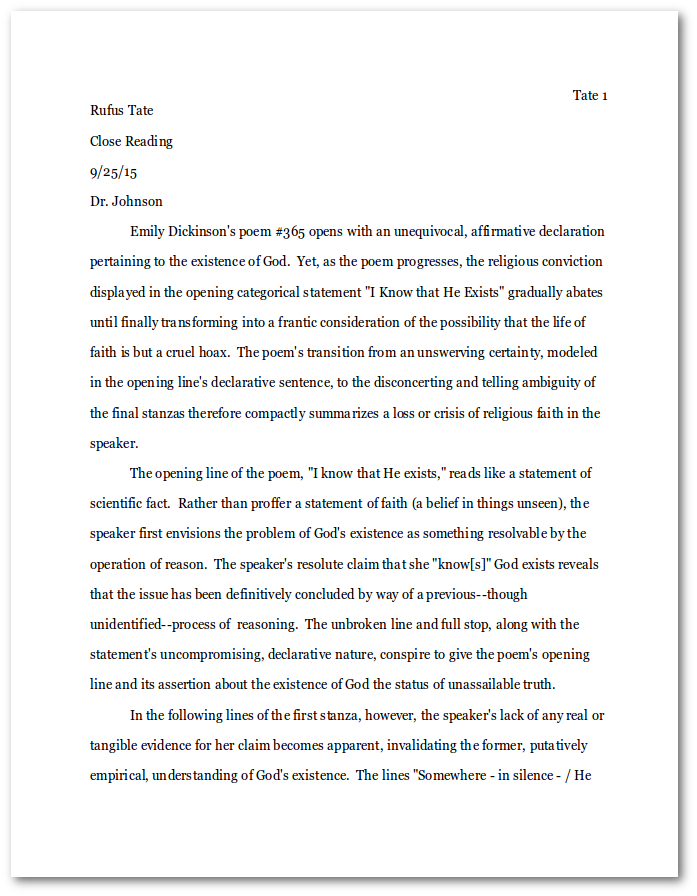 Tate 1
Rufus Tate
Close Reading
9/25/15
Dr. Johnson
Emily Dickinson's poem #365 opens with an unequivocal, affirmative declaration
pertaining to the existence of God.  Yet, as the poem progresses, the religious conviction
displayed in the opening categorical statement "I Know that He Exists" gradually abates
until finally transforming into a frantic consideration of the possibility that the life of
faith is but a cruel hoax.  The poem's transition from an unswerving certainty, modeled
in the opening line's declarative sentence, to the disconcerting and telling ambiguity of
the final stanzas therefore compactly summarizes a loss or crisis of religious faith in the
speaker.
The opening line of the poem, "I know that He exists," reads like a statement of
scientific fact.  Rather than proffer a statement of faith (a belief in things unseen), the
speaker first envisions the problem of God's existence as something resolvable by the
operation of reason.  The speaker's resolute claim that she "know[s]" God exists reveals
that the issue has been definitively concluded by way of a previous--though
unidentified--process of  reasoning.  The unbroken line and full stop, along with the
statement's uncompromising, declarative nature, conspire to give the poem's opening
line and its assertion about the existence of God the status of unassailable truth.
In the following lines of the first stanza, however, the speaker's lack of any real or
tangible evidence for her claim becomes apparent, invalidating the former, putatively
empirical, understanding of God's existence.  The lines "Somewhere - in silence - / He